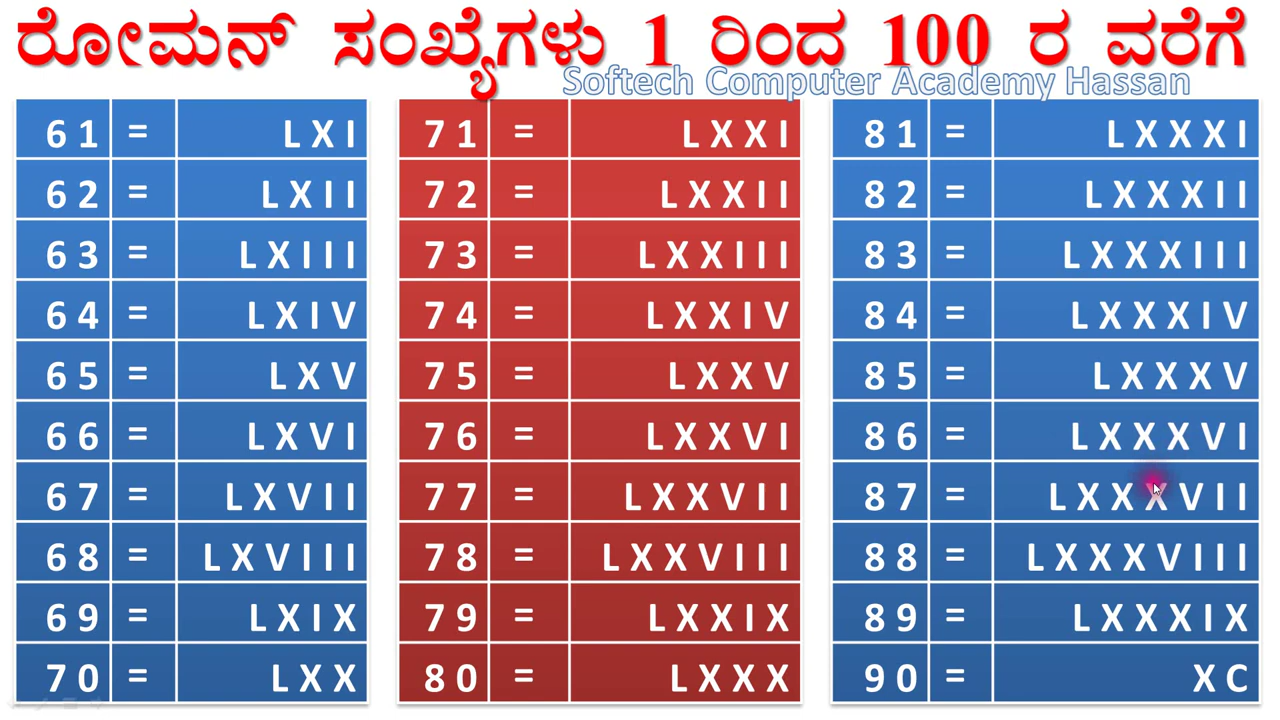 ರೋಮನ್ ಸಂಖ್ಯೆಗಳು 1 ರಿಂದ 100 ರ ವರೆಗೆ
Softech Computer Academy Hassan
61 = LXI
62 = LXII
63 = LXIII
64 = LXIV
65 = LXV
66 = LXVI
67 = LXVII
68 = LXVIII
69 = LXIX
70 = LXX
71 = LXXI
72 = LXXII
73 = LXXIII
74 = LXXIV
75 = LXXV
76 = LXXVI
77 = LXXVII
78 = LXXVIII
79 = LXXIX
80 = LXXX
81 = LXXXI
82 = LXXXII
83 = LXXXIII
84 = LXXXIV
85 = LXXXV
86 = LXXXVI
87 = LXXXVII
88 = LXXXVIII
89 = LXXXIX
90 = XC